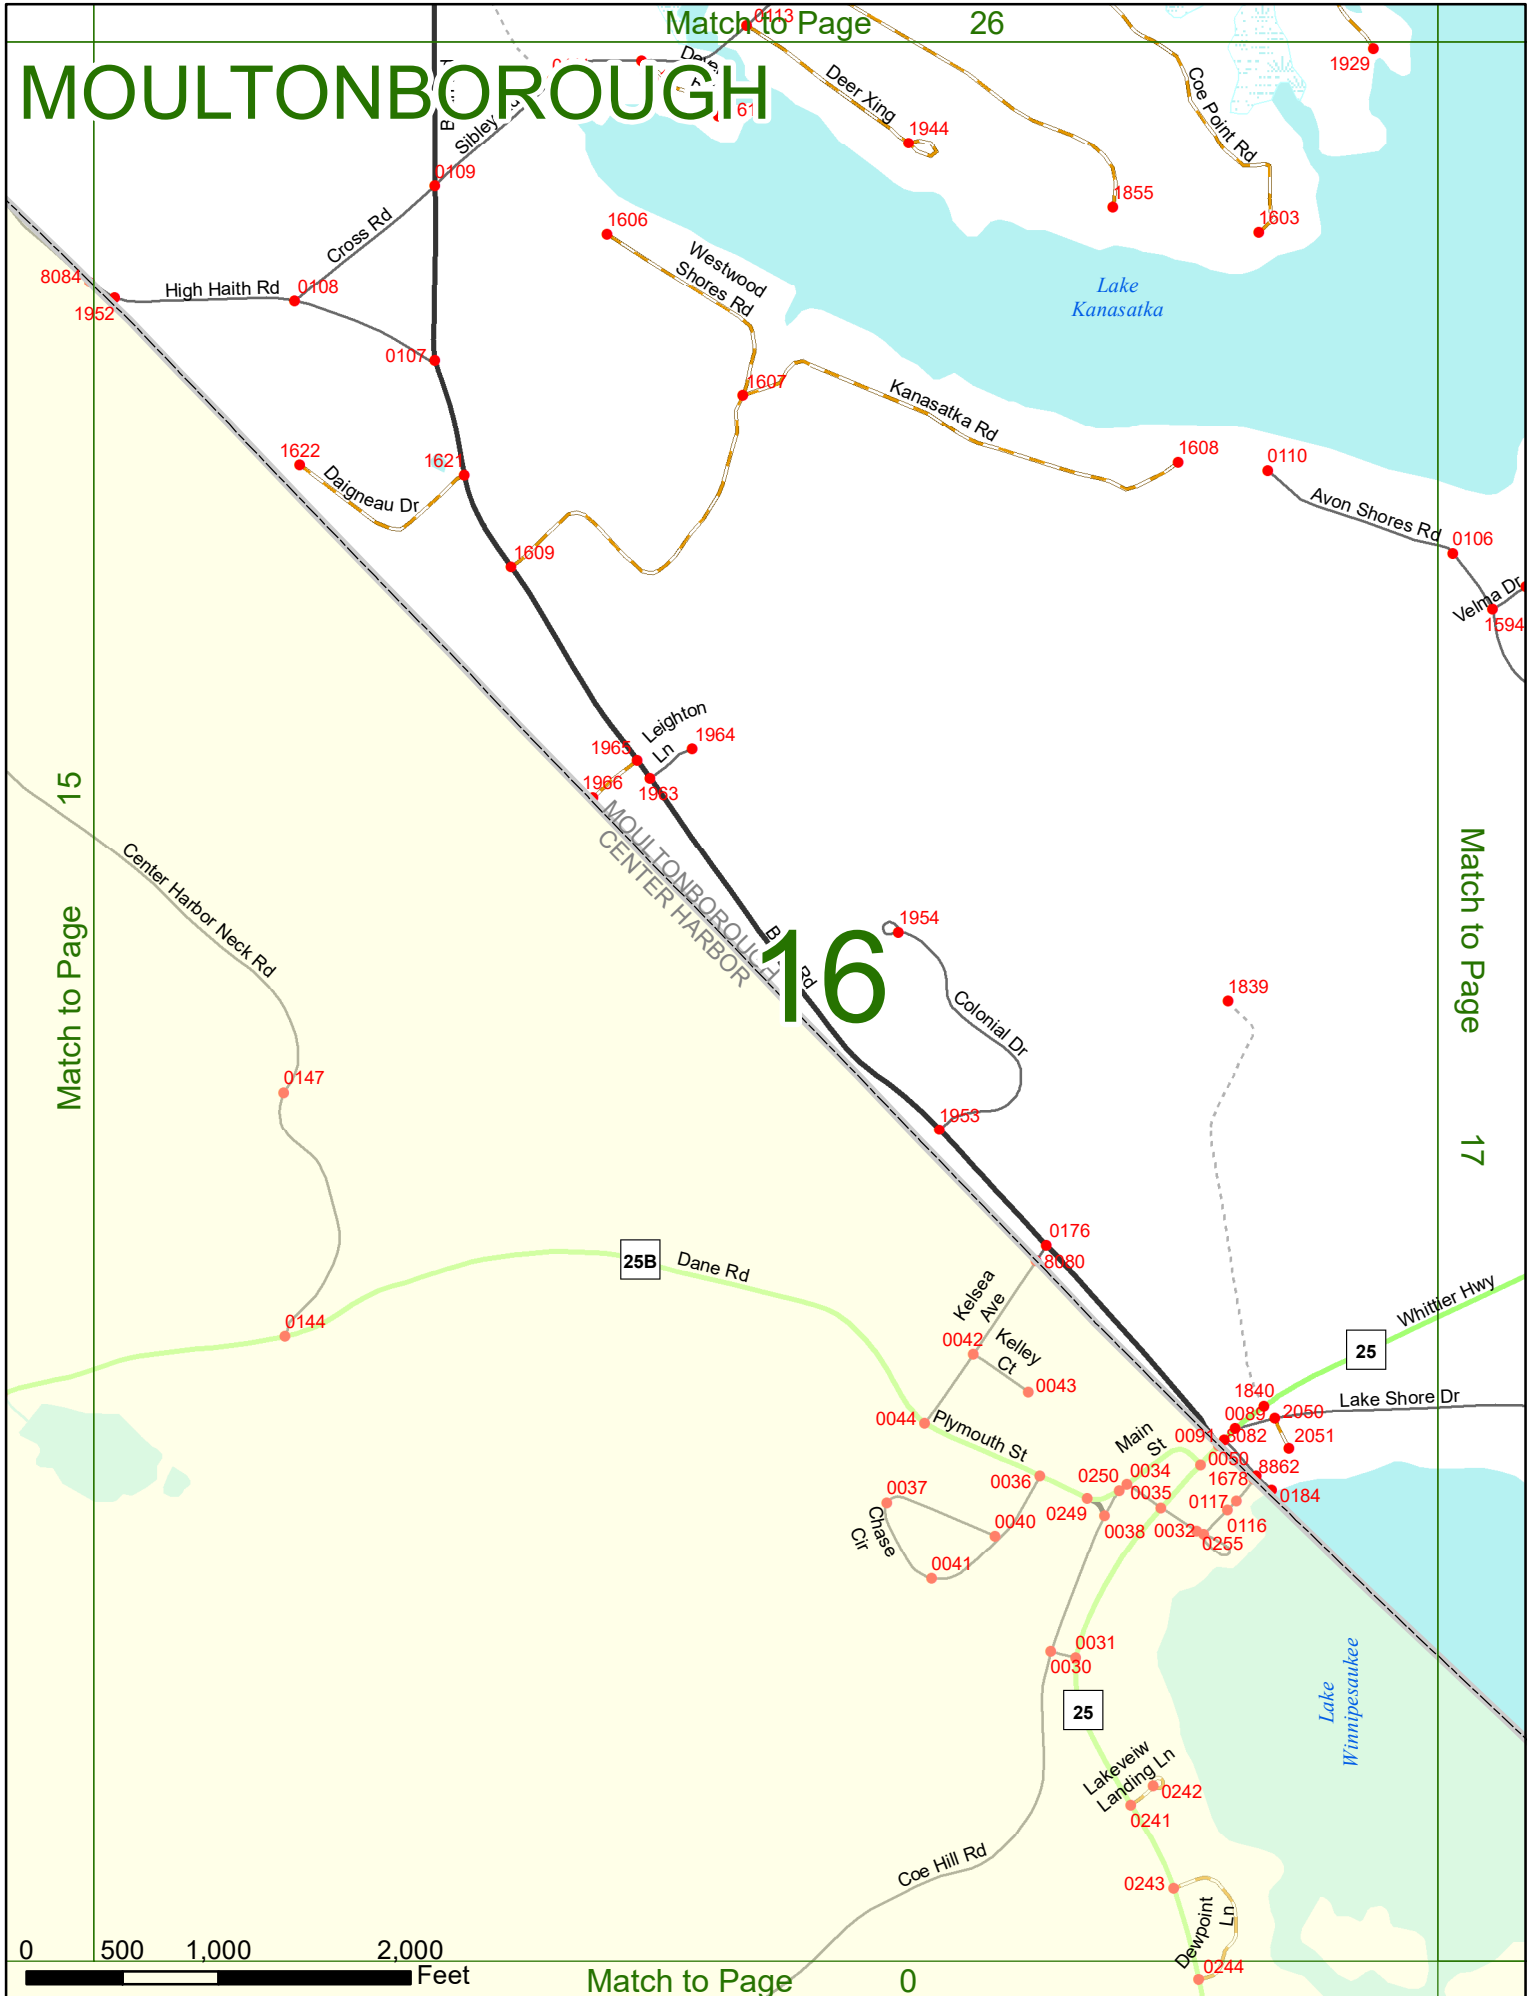 Match to Page 26
MOULTONBOROUGH
0113
1929
Deer Xing
Coe Point Rd
1944
Sibley
0109
1855
1603
1606
Cross Rd
Westwood
Shores Rd
8084
High Haith Rd
0108
1952
Lake
Kanasatka
0107
1607
Kanasatka Rd
1622
1621
Daigneau Dr
1608
0110
Avon Shores Rd
0106
1609
Velma Dr
1594
Leighton
Ln
1964
1965
1966
1963
MOULTONBOROUGH
CENTER HARBOR
15
Match to Page
Center Harbor Neck Rd
Match to Page
17
16
Rd
1954
Colonial Dr
1839
0147
1953
0176
8080
25B
Dane Rd
Kelsea
Ave
0144
0042
Kelley
Ct
0043
Whittier Hwy
25
1840
Lake Shore Dr
0089
2050
0044
Plymouth St
Main
St
0091
8082
2051
0050
8862
0036
0250
0034
1678
0184
0037
0035
0117
0249
0038
0032
0116
Chase
Cir
0040
0255
0041
0031
0030
25
Lake
Winnipesaukee
Lakeveiw
Landing Ln
0242
0241
Coe Hill Rd
0243
Dewpoint
Ln
0244
0 500 1,000 2,000
Feet
Match to Page 0